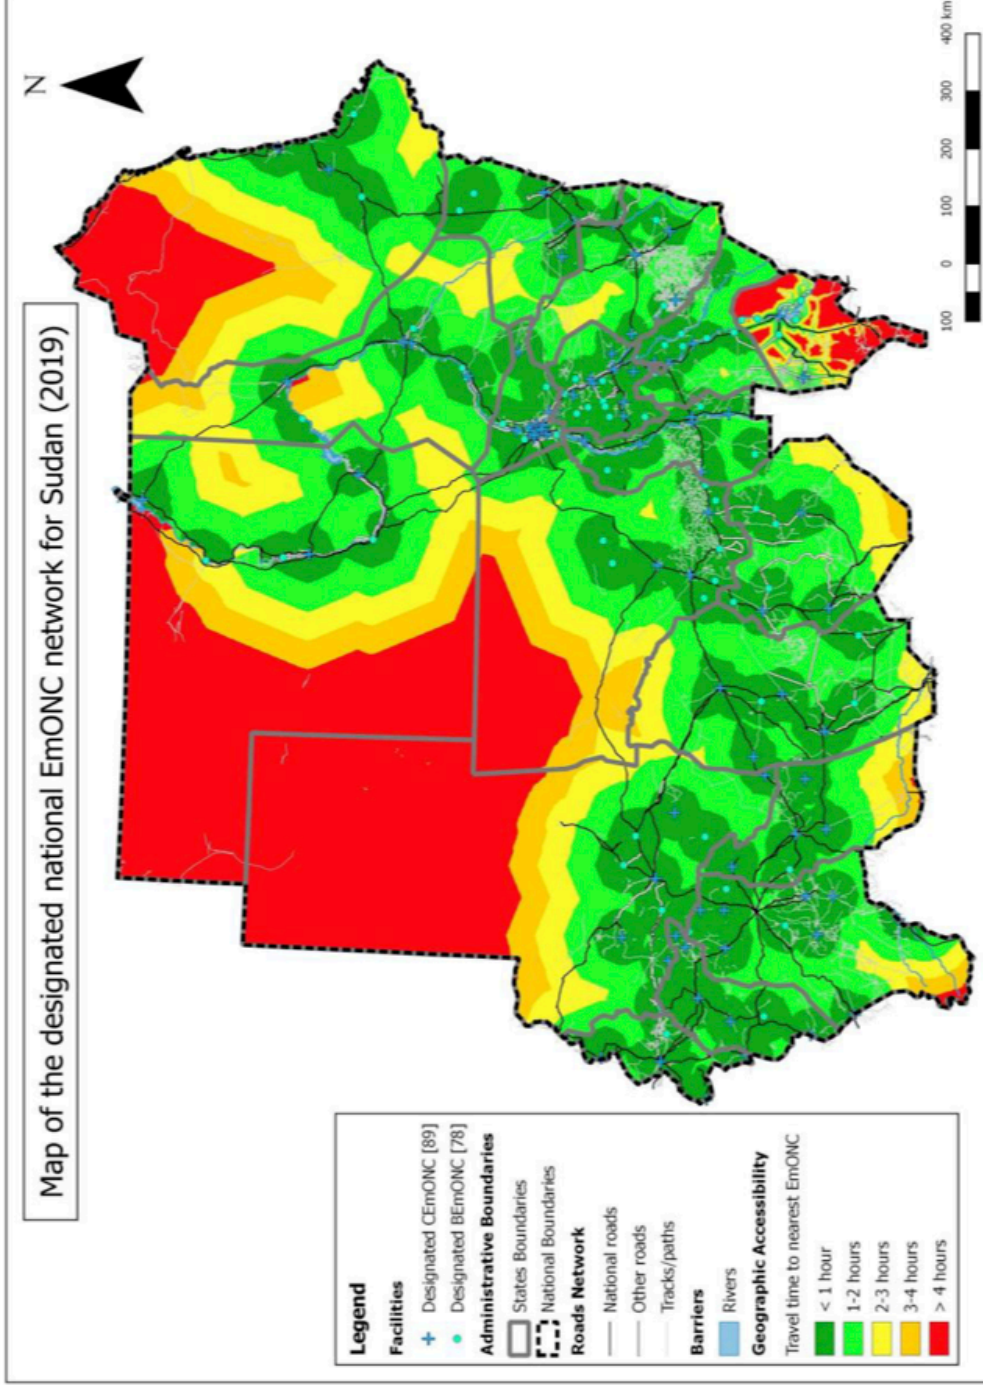 Map of the designated national EmONC network for Sudan (2019)
N
Legend
Facilities
Designated CEmONC [89]
Designated BEmONC [78]
Administrative Boundaries
States Boundaries
National Boundaries
Roads Network
National roads
Other roads
Tracks/paths
Barriers
Rivers
Geographic Accessibility
Travel time to nearest EmONC
< 1 hour
1-2 hours
2-3 hours
3-4 hours
> 4 hours
100 0 100 200 300 400 km